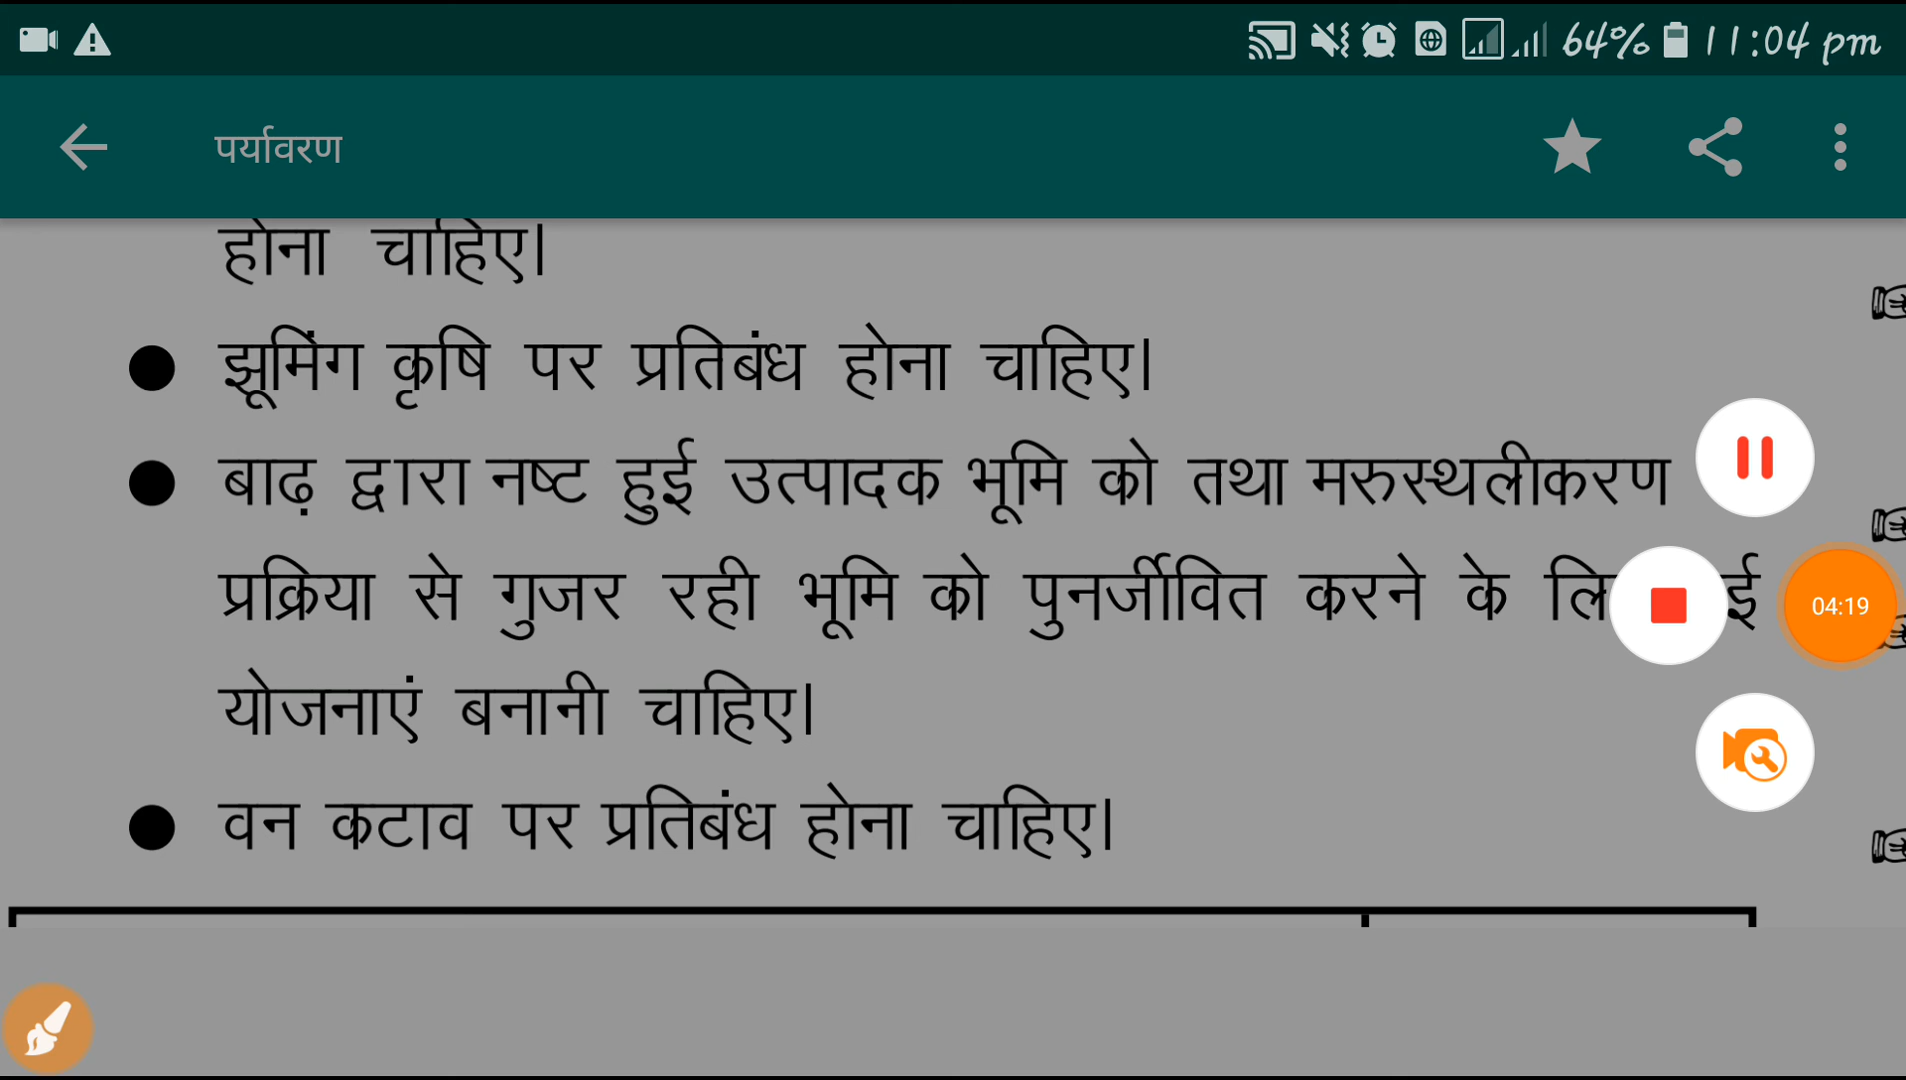 64% 11:04 pm
पर्यावरण
होना चाहिए।
● झूमिंग कृषि पर प्रतिबंध होना चाहिए।
● बाढ़ द्वारा नष्ट हुई उत्पादक भूमि को तथा मरुस्थलीकरण
प्रक्रिया से गुजर रही भूमि को पुनर्जीवित करने के
04:19
योजनाएं बनानी चाहिए।
● वन कटाव पर प्रतिबंध होना चाहिए।